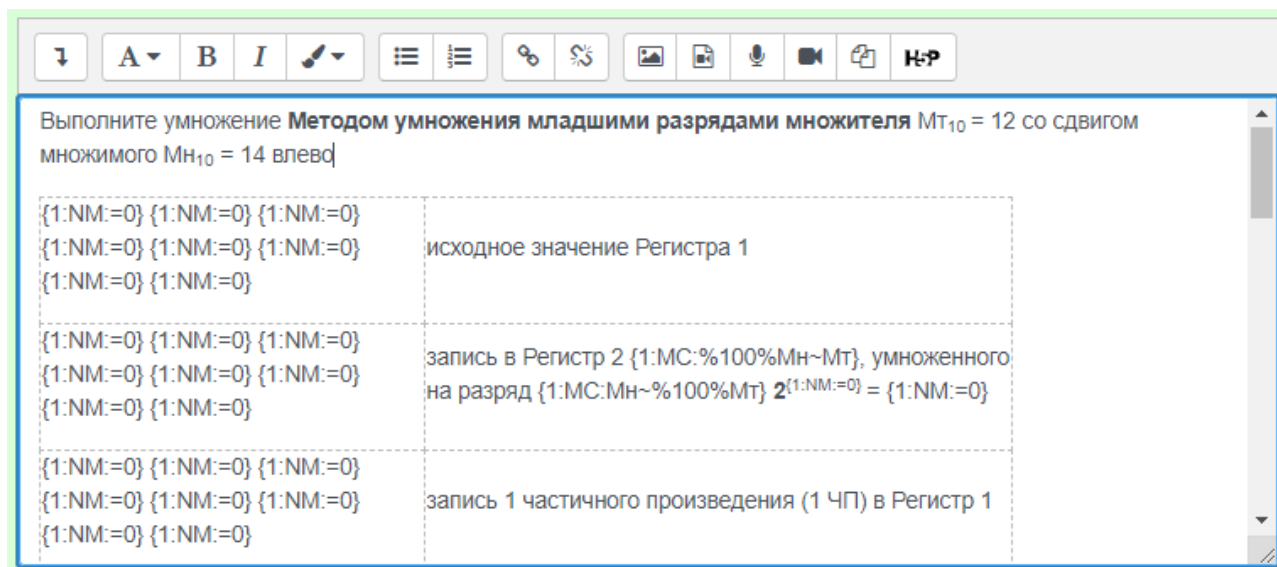 A B I H5P
Выполните умножение Методом умножения младшими разрядами множителя Мт10 = 12 со сдвигом
множимого Мн10 = 14 влево
{1:NM:=0} {1:NM:=0} {1:NM:=0}
{1:NM:=0} {1:NM:=0} {1:NM:=0}
{1:NM:=0} {1:NM:=0}
исходное значение Регистра 1
{1:NM:=0} {1:NM:=0} {1:NM:=0}
{1:NM:=0} {1:NM:=0} {1:NM:=0}
{1:NM:=0} {1:NM:=0}
запись в Регистр 2 {1:MC:%100%Мн~Мт}, умноженного
на разряд {1:MC:Мн~%100%Мт} 2{1:NM:=0} = {1:NM:=0}
{1:NM:=0} {1:NM:=0} {1:NM:=0}
{1:NM:=0} {1:NM:=0} {1:NM:=0}
{1:NM:=0} {1:NM:=0}
запись 1 частичного произведения (1 ЧП) в Регистр 1